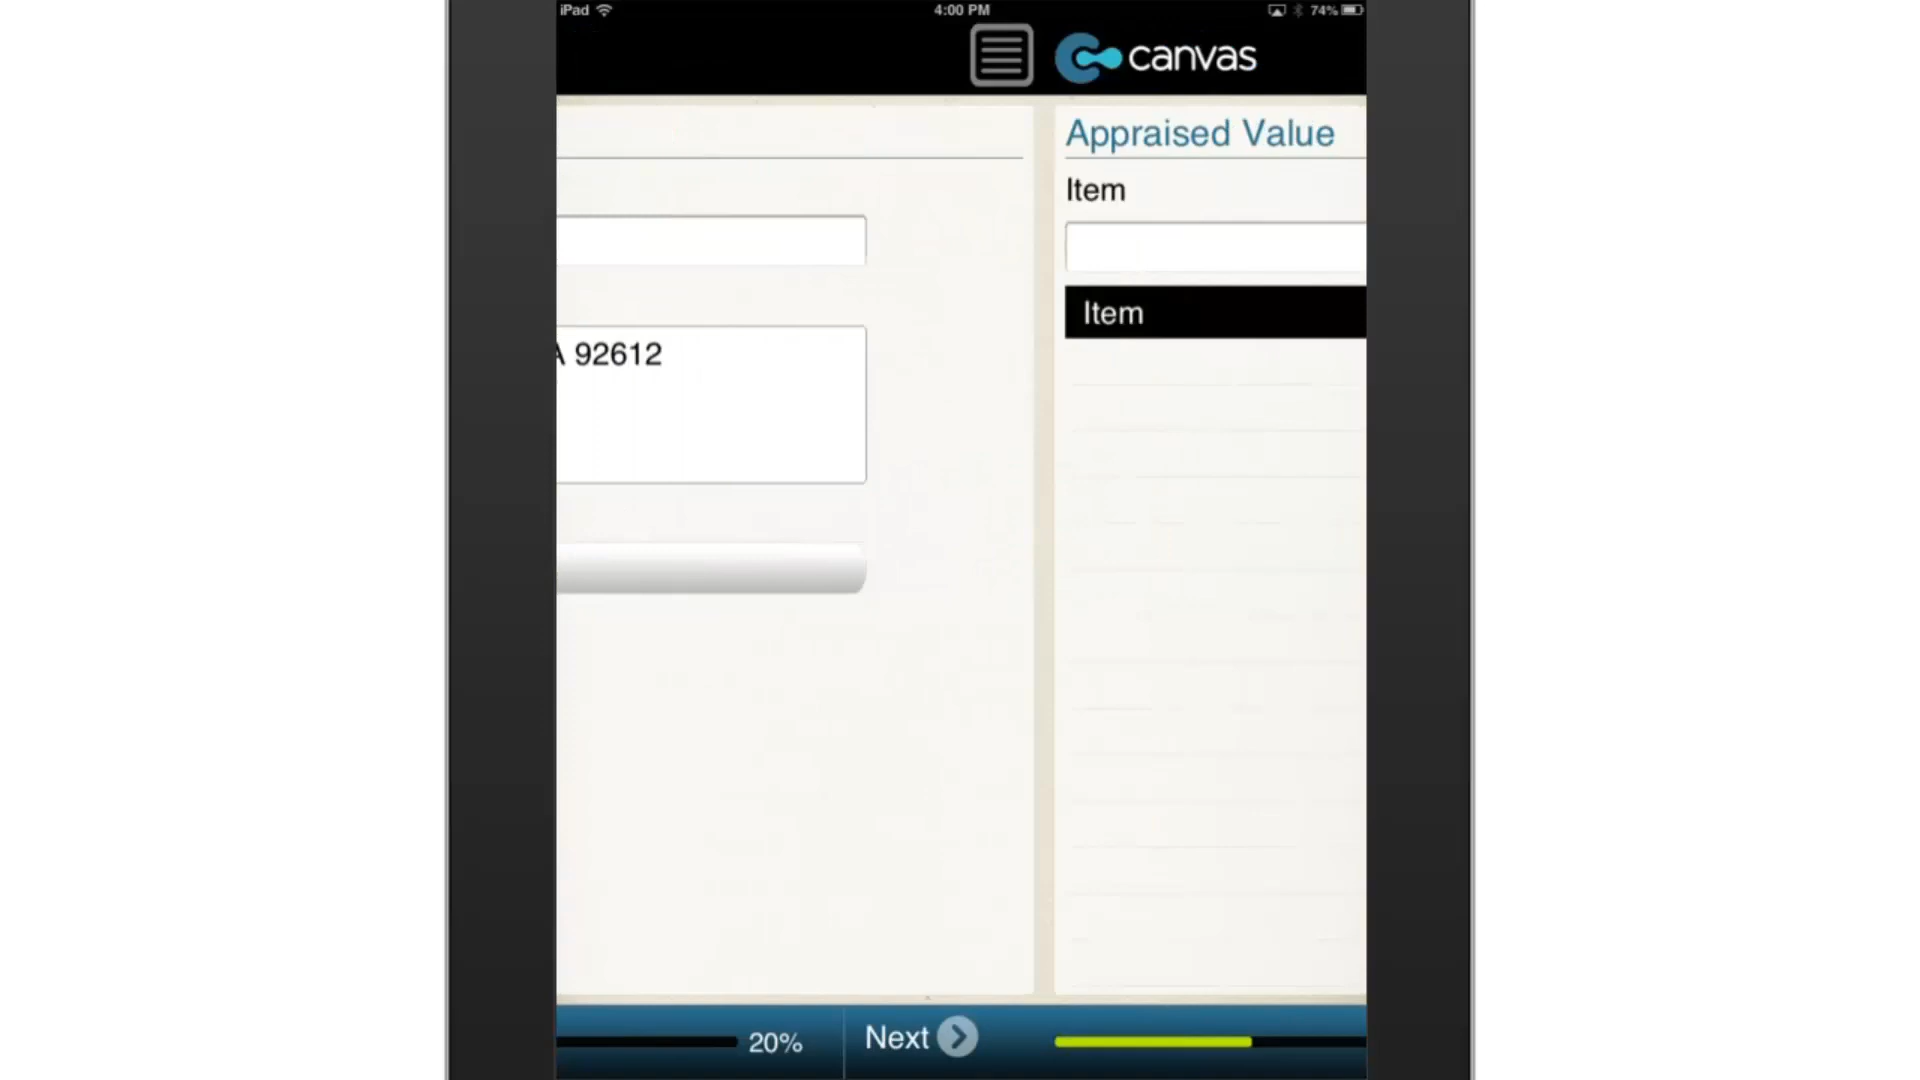 iPad 4:00 PM 74%
canvas
Appraised Value
Item
Item
92612
20% Next